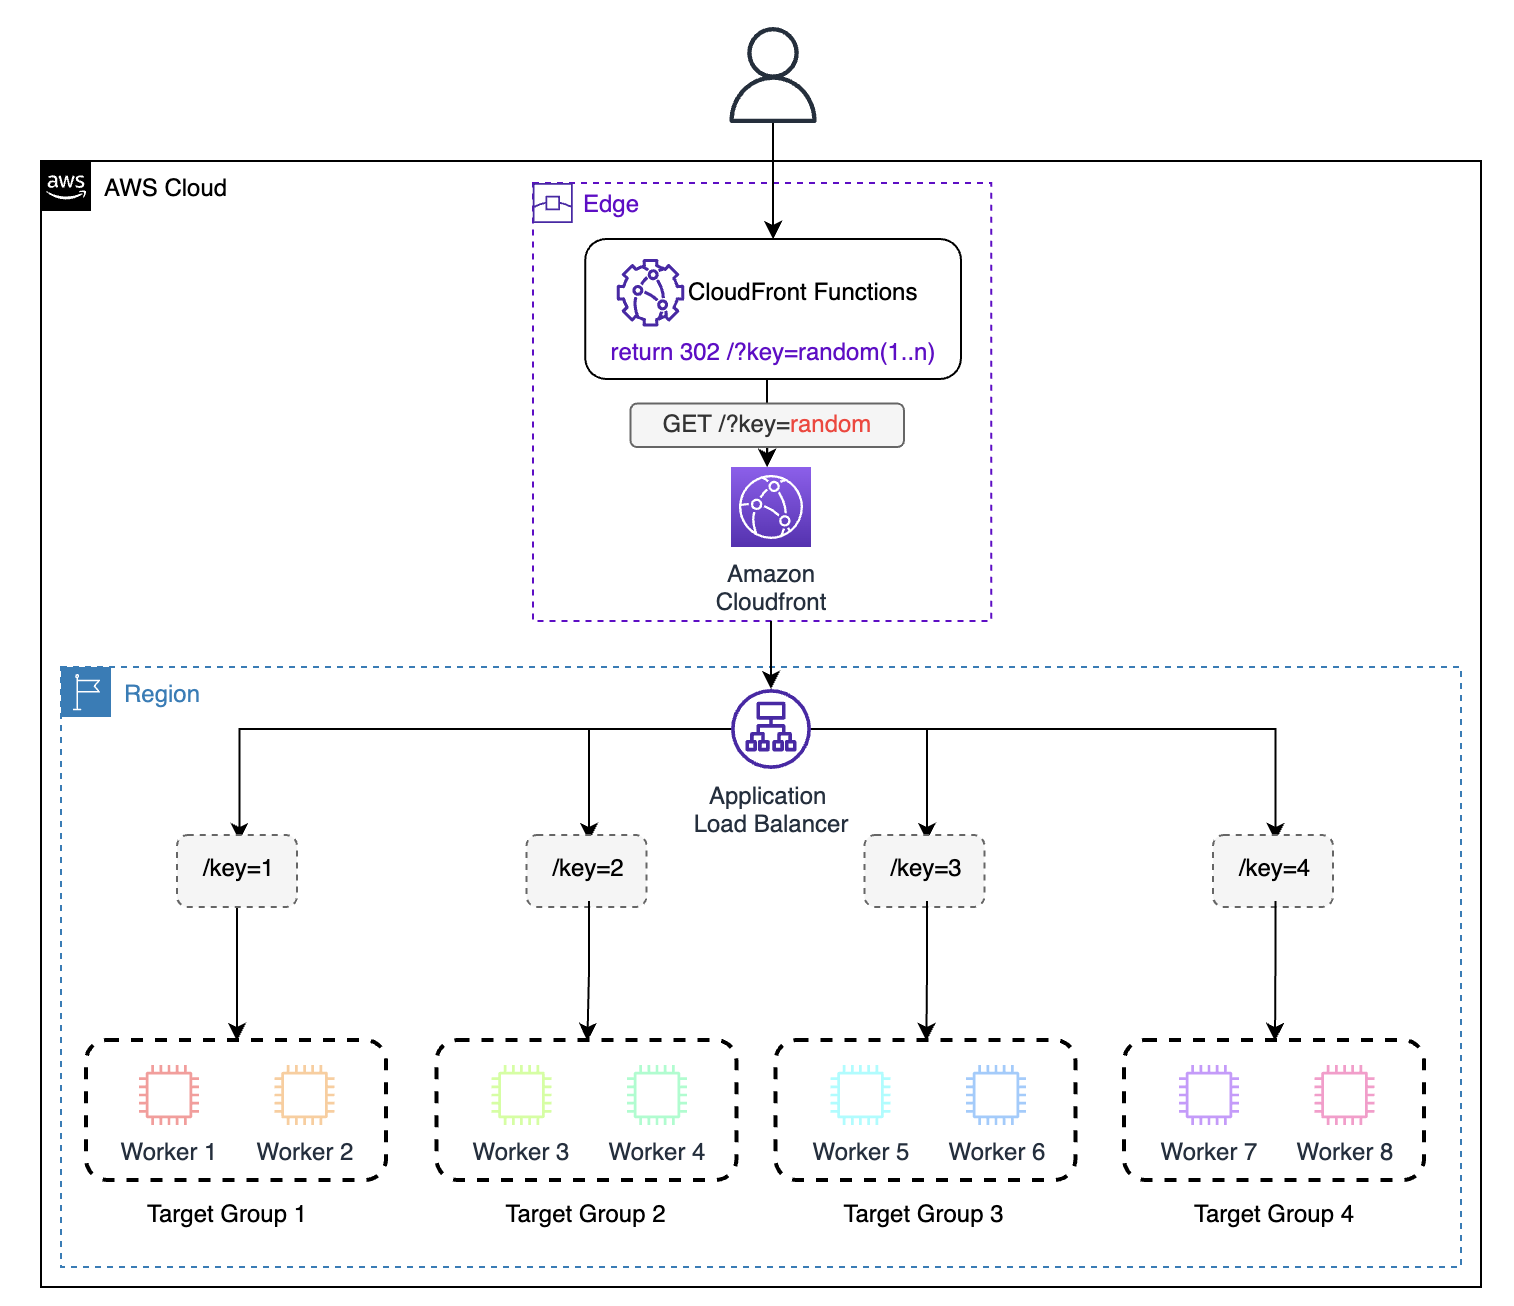 aws
AWS Cloud
Edge
CloudFront Functions
return 302 /?key=random(1..n)
GET /?key=random
Amazon
Cloudfront
Region
Application
Load Balancer
/key=1
/key=2
/key=3
/key=4
Worker 1
Worker 2
Worker 3
Worker 4
Worker 5
Worker 6
Worker 7
Worker 8
Target Group 1
Target Group 2
Target Group 3
Target Group 4